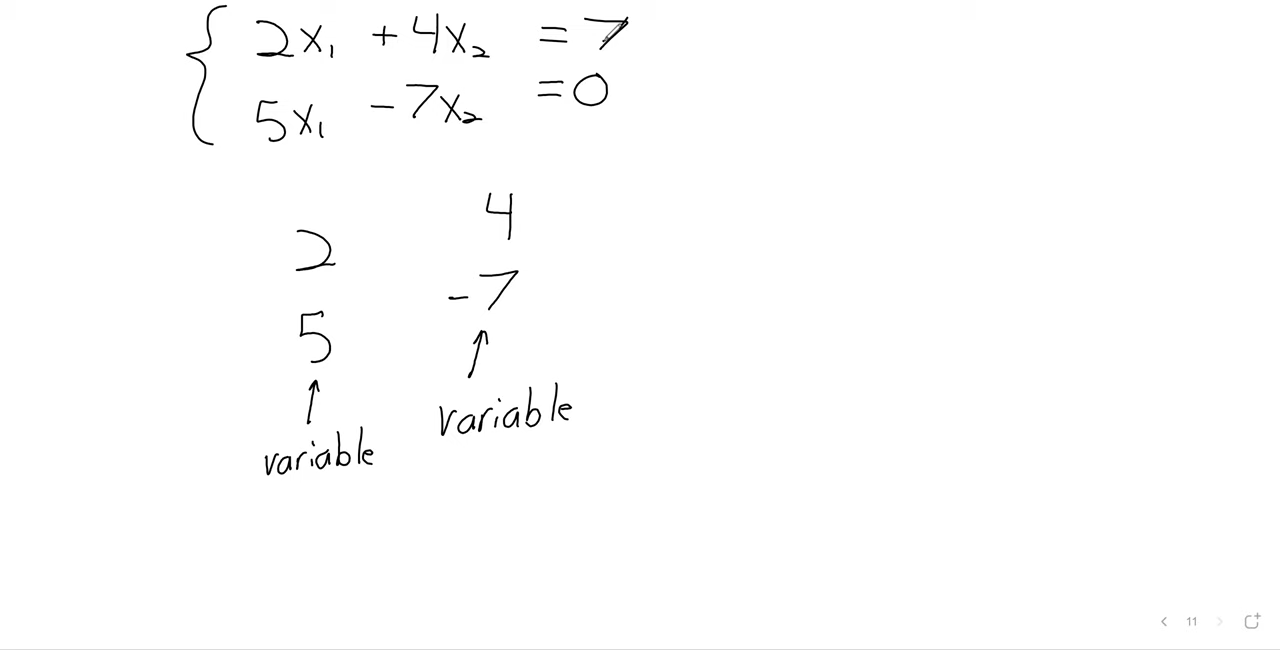 2x₁ + 4x₂ = 7
5x₁ - 7x₂ = 0
2 4
5 -7
↑ ↑
variable variable
< 11 >